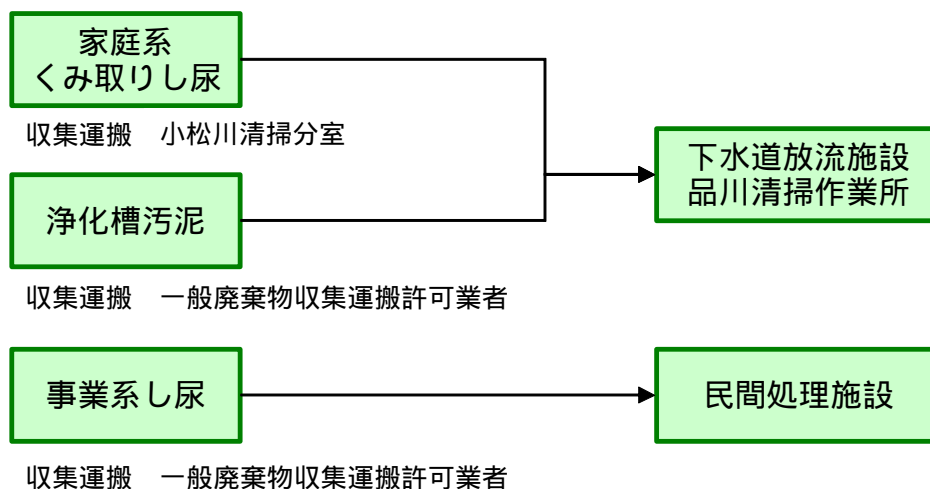 家庭系
くみ取りし尿
収集運搬　小松川清掃分室
下水道放流施設
品川清掃作業所
浄化槽汚泥
収集運搬　一般廃棄物収集運搬許可業者
事業系し尿
民間処理施設
収集運搬　一般廃棄物収集運搬許可業者